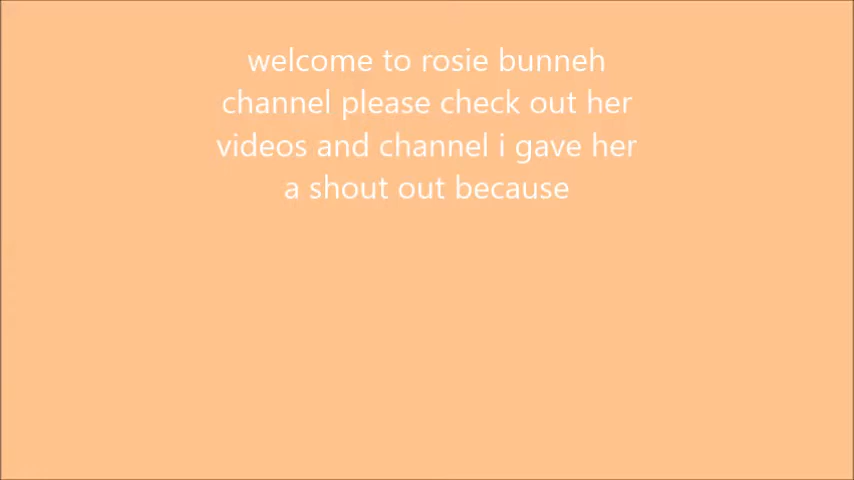 welcome to rosie bunneh
channel please check out her
videos and channel i gave her
a shout out because